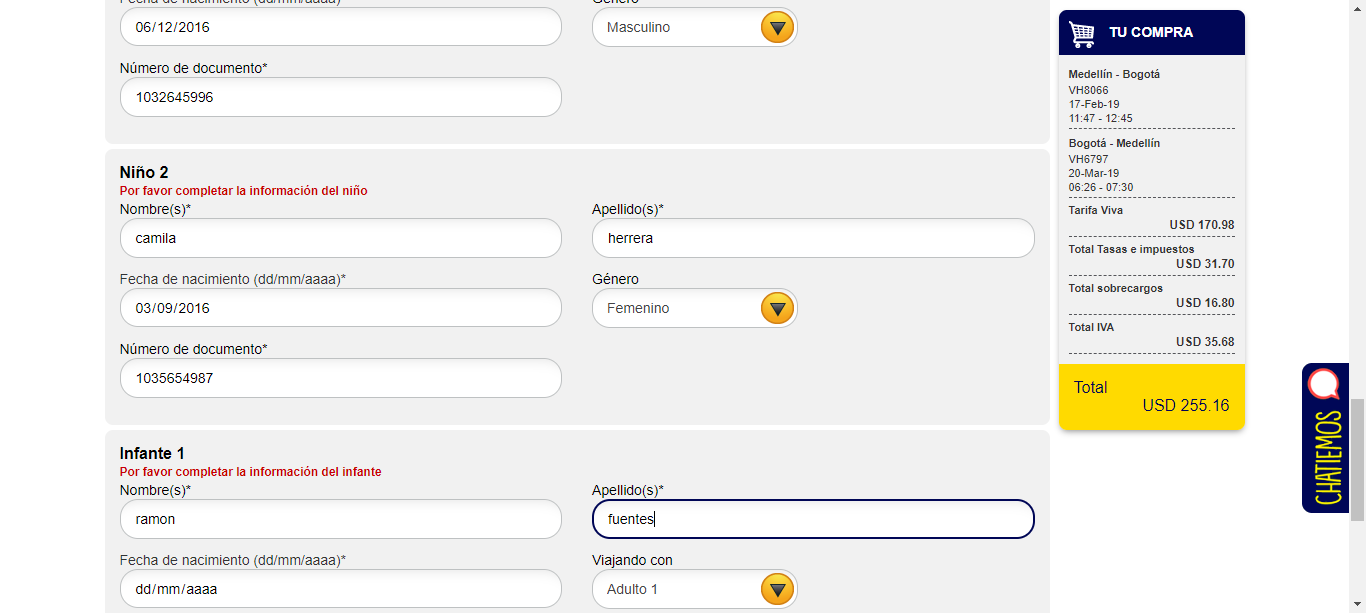 Fecha de nacimiento (dd/mm/aaaa)*
Género
06/12/2016
Masculino
Número de documento*
1032645996
Niño 2
Por favor completar la información del niño
Nombre(s)*
Apellido(s)*
camila
herrera
Fecha de nacimiento (dd/mm/aaaa)*
Género
03/09/2016
Femenino
Número de documento*
1035654987
Infante 1
Por favor completar la información del infante
Nombre(s)*
Apellido(s)*
ramon
fuentes
Fecha de nacimiento (dd/mm/aaaa)*
Viajando con
dd/mm/aaaa
Adulto 1
TU COMPRA
Medellín - Bogotá
VH8066
17-Feb-19
11:47 - 12:45
Bogotá - Medellín
VH6797
20-Mar-19
06:26 - 07:30
Tarifa Viva
USD 170.98
Total Tasas e impuestos
USD 31.70
Total sobrecargos
USD 16.80
Total IVA
USD 35.68
Total
USD 255.16
CHATIEMOS